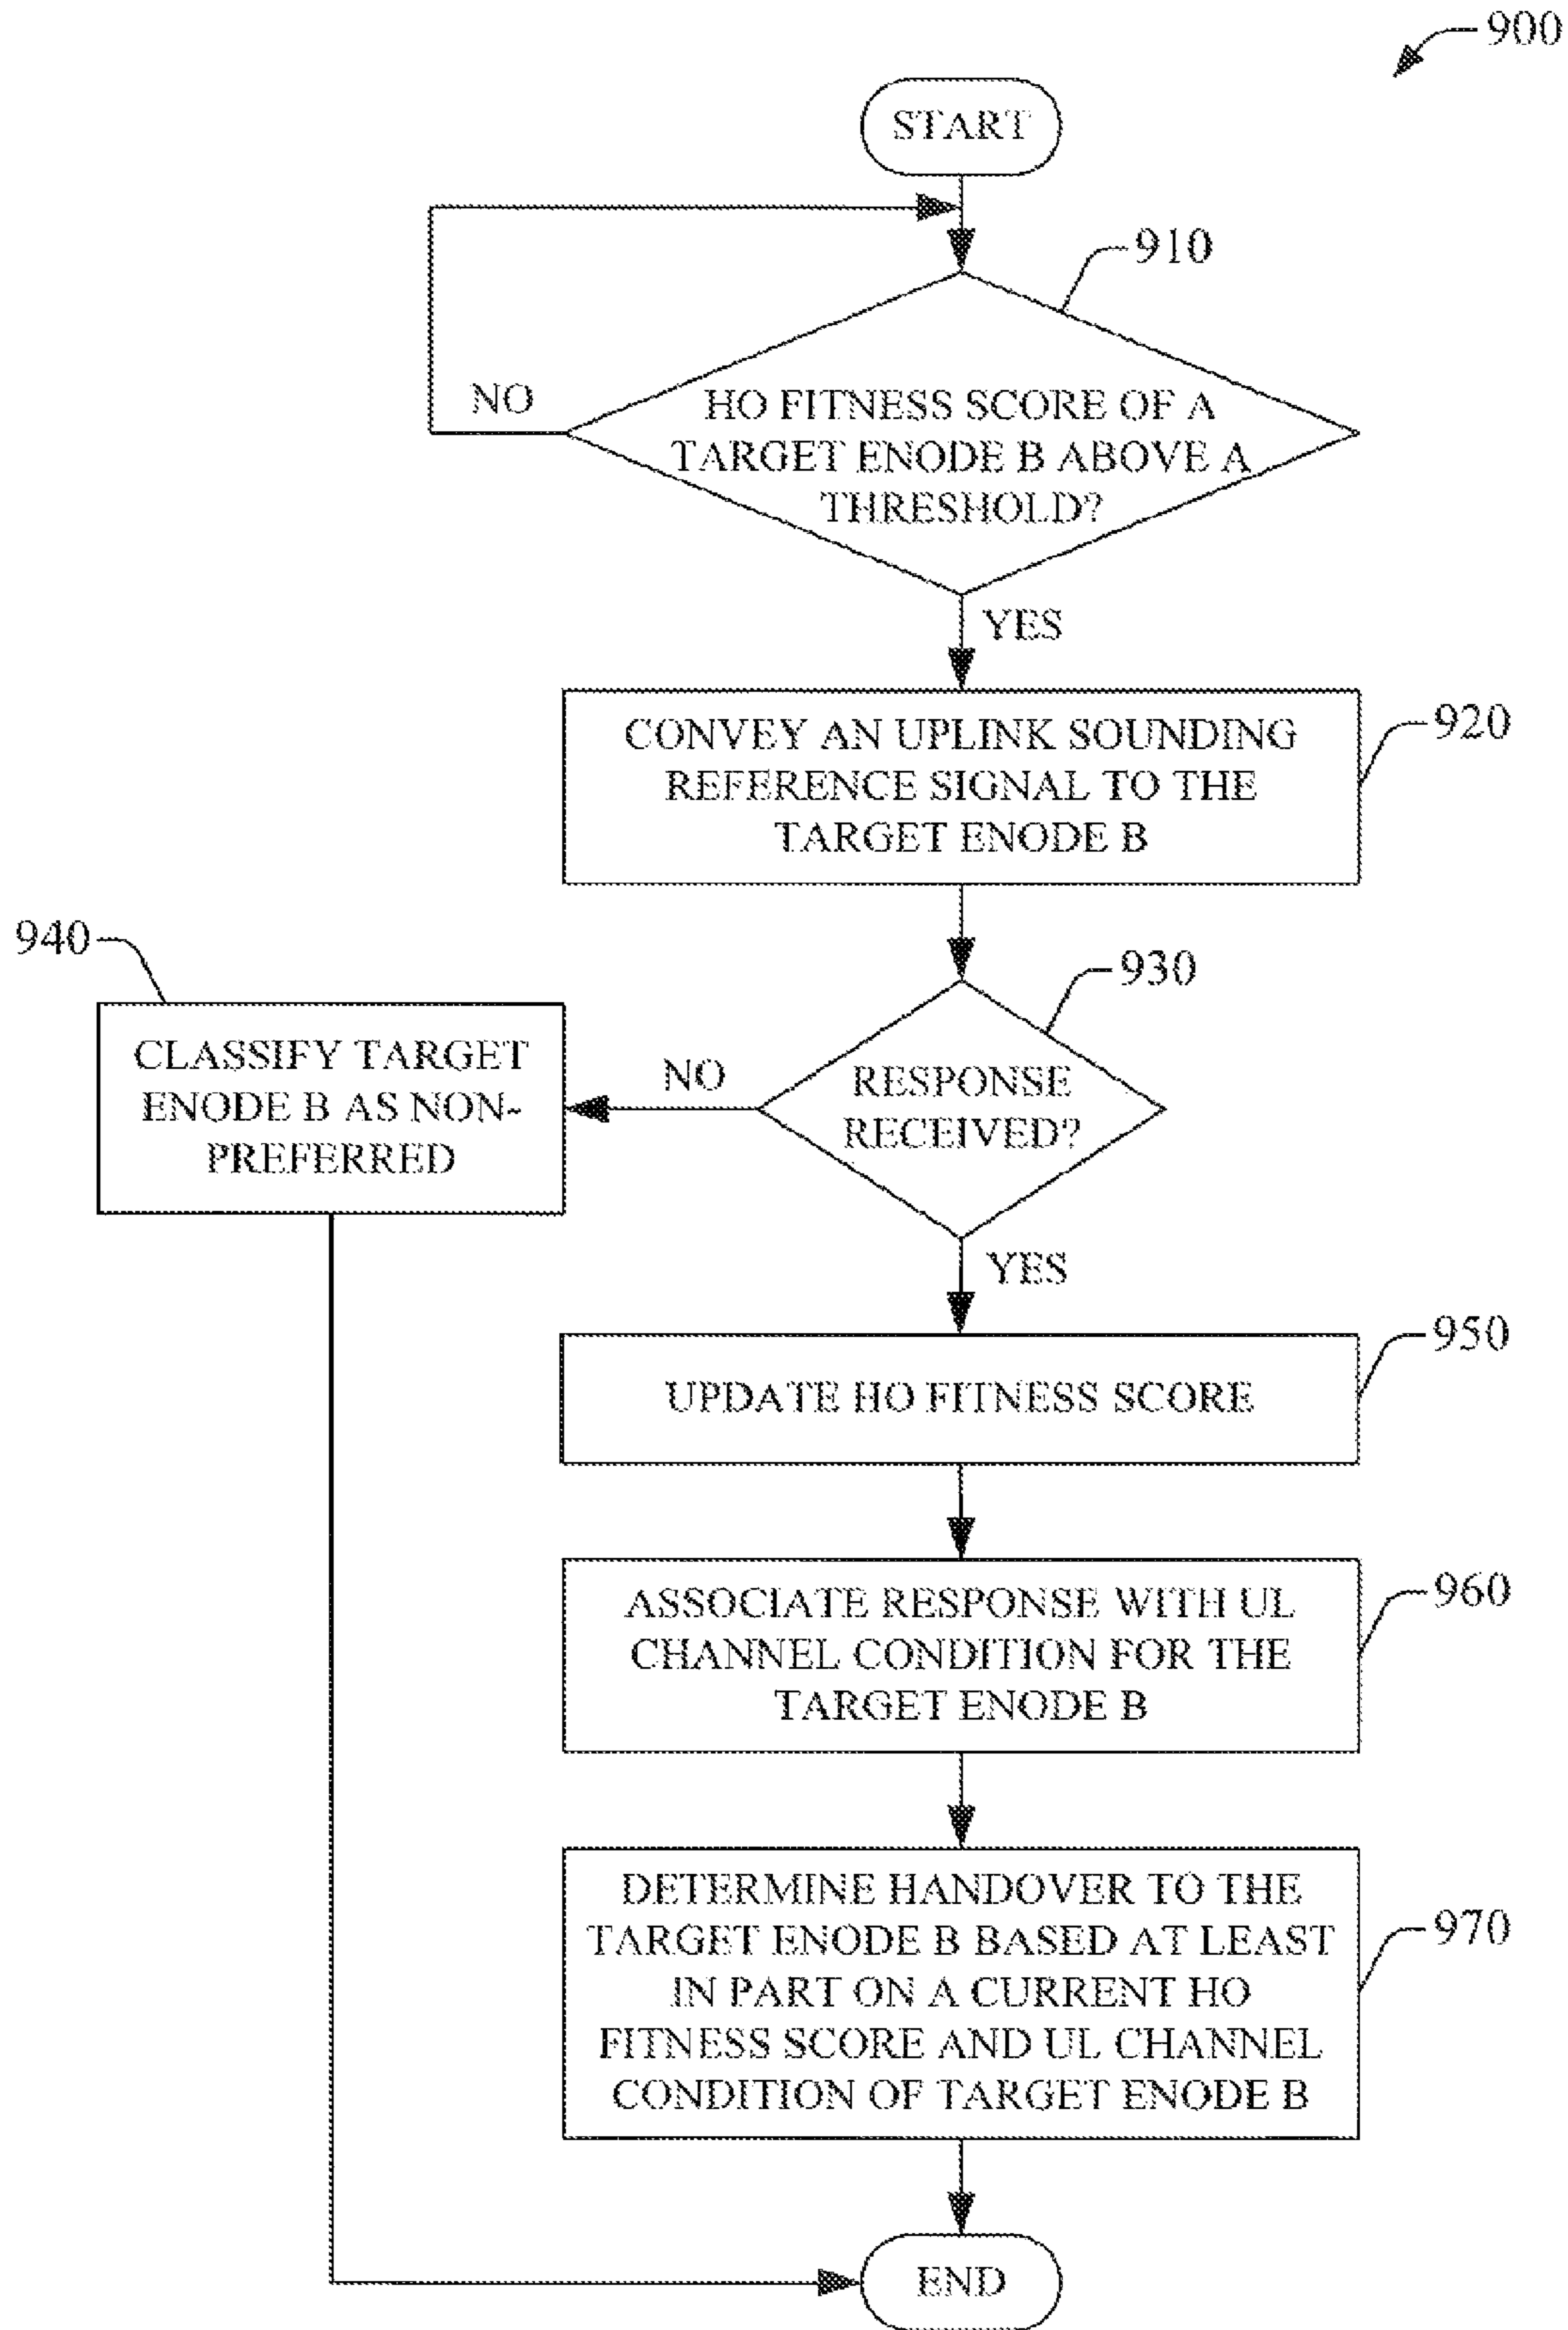 900
START
910
NO
HO FITNESS SCORE OF A
TARGET ENODE B ABOVE A
THRESHOLD?
YES
CONVEY AN UPLINK SOUNDING
REFERENCE SIGNAL TO THE
TARGET ENODE B
920
940
930
CLASSIFY TARGET
ENODE B AS NON-
PREFERRED
NO
RESPONSE
RECEIVED?
YES
950
UPDATE HO FITNESS SCORE
ASSOCIATE RESPONSE WITH UL
CHANNEL CONDITION FOR THE
TARGET ENODE B
960
DETERMINE HANDOVER TO THE
TARGET ENODE B BASED AT LEAST
IN PART ON A CURRENT HO
FITNESS SCORE AND UL CHANNEL
CONDITION OF TARGET ENODE B
970
END